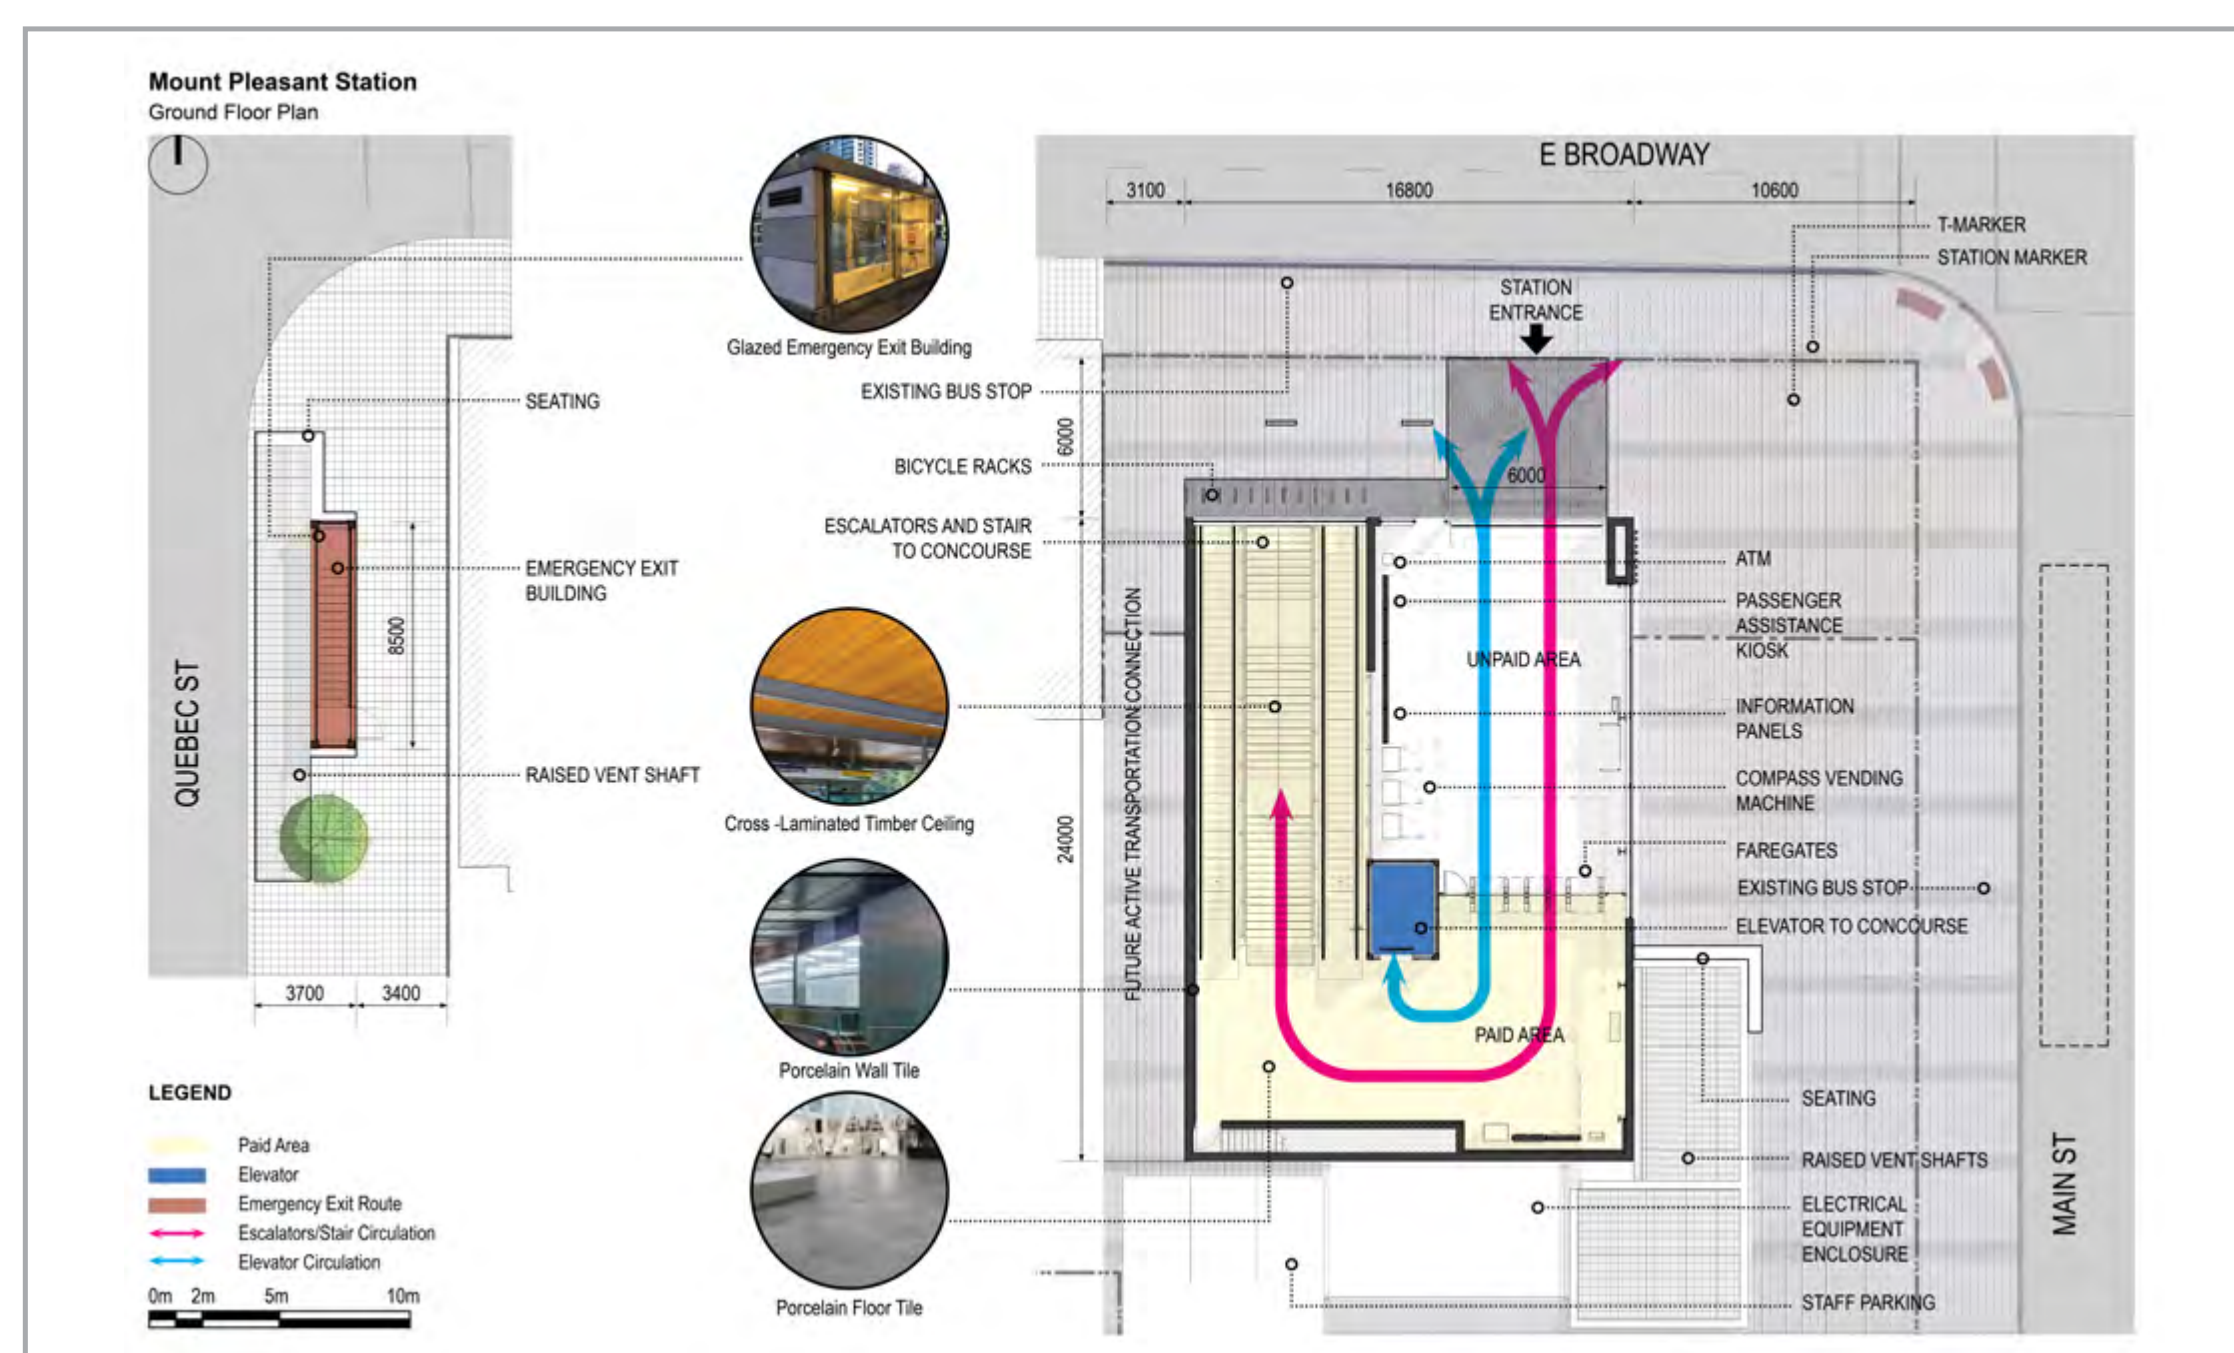 Mount Pleasant Station
Ground Floor Plan
QUEBEC ST
SEATING
EMERGENCY EXIT
BUILDING
8500
RAISED VENT SHAFT
3700
3400
LEGEND
Paid Area
Elevator
Emergency Exit Route
Escalators/Stair Circulation
Elevator Circulation
0m 2m 5m 10m
Glazed Emergency Exit Building
Cross -Laminated Timber Ceiling
Porcelain Wall Tile
Porcelain Floor Tile
E BROADWAY
3100
16800
10600
T-MARKER
STATION MARKER
STATION
ENTRANCE
EXISTING BUS STOP
6000
BICYCLE RACKS
6000
ESCALATORS AND STAIR
TO CONCOURSE
FUTURE ACTIVE TRANSPORTATION CONNECTION
24000
ATM
PASSENGER
ASSISTANCE
KIOSK
UNPAID AREA
INFORMATION
PANELS
COMPASS VENDING
MACHINE
FAREGATES
EXISTING BUS STOP
ELEVATOR TO CONCOURSE
PAID AREA
SEATING
RAISED VENT SHAFTS
ELECTRICAL
EQUIPMENT
ENCLOSURE
STAFF PARKING
MAIN ST